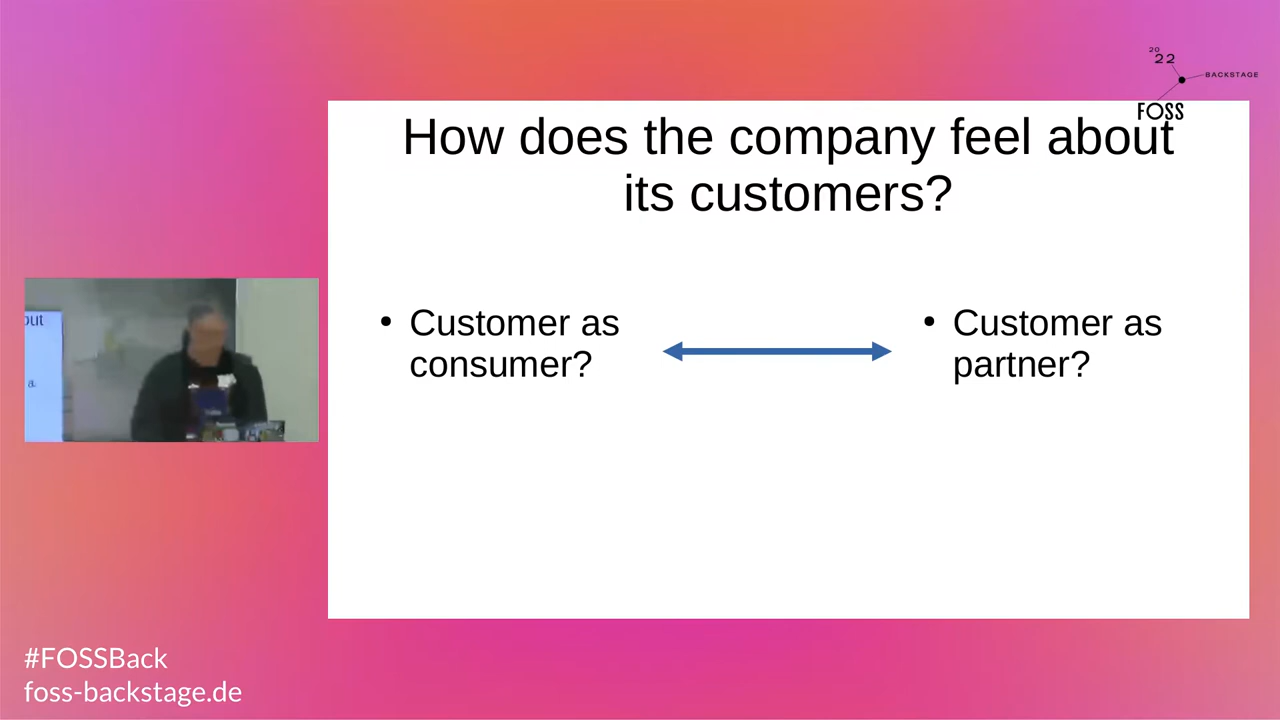 20
22
BACKSTAGE
FOSS
How does the company feel about
its customers?
• Customer as
consumer?
• Customer as
partner?
out
a
#FOSSBack
foss-backstage.de